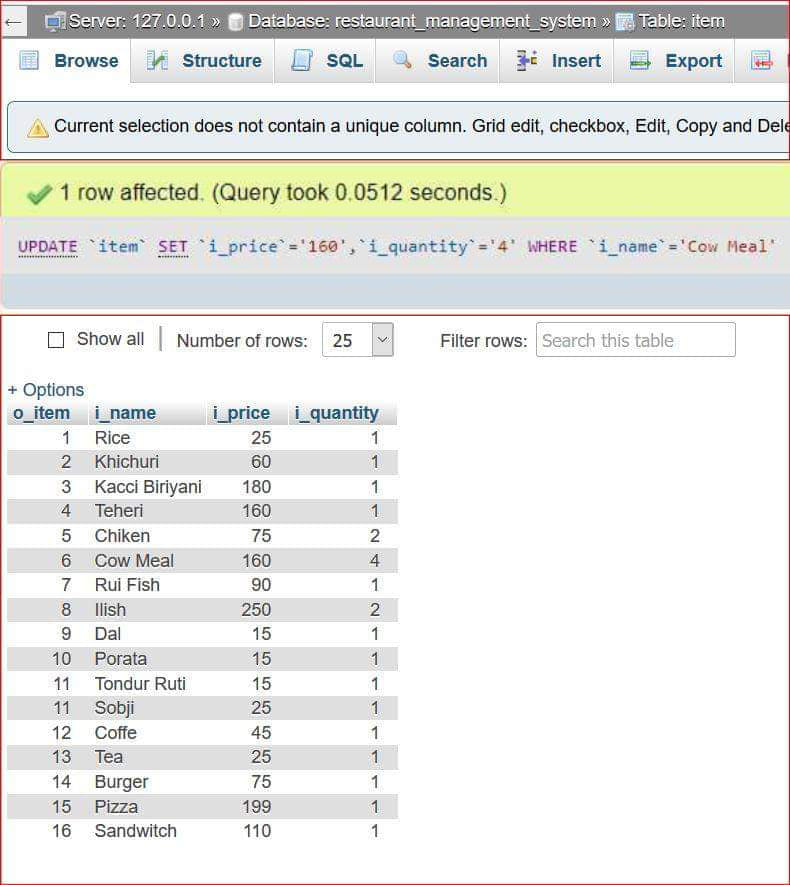 ← Server: 127.0.0.1 » Database: restaurant_management_system » Table: item
Browse Structure SQL Search Insert Export
Current selection does not contain a unique column. Grid edit, checkbox, Edit, Copy and Dele
1 row affected. (Query took 0.0512 seconds.)
UPDATE `item` SET `i_price`='160',`i_quantity`='4' WHERE `i_name`='Cow Meal'
Show all | Number of rows: 25 Filter rows: Search this table
+ Options
o_item i_name i_price i_quantity
1 Rice 25 1
2 Khichuri 60 1
3 Kacci Biriyani 180 1
4 Teheri 160 1
5 Chiken 75 2
6 Cow Meal 160 4
7 Rui Fish 90 1
8 Ilish 250 2
9 Dal 15 1
10 Porata 15 1
11 Tondur Ruti 15 1
11 Sobji 25 1
12 Coffe 45 1
13 Tea 25 1
14 Burger 75 1
15 Pizza 199 1
16 Sandwitch 110 1